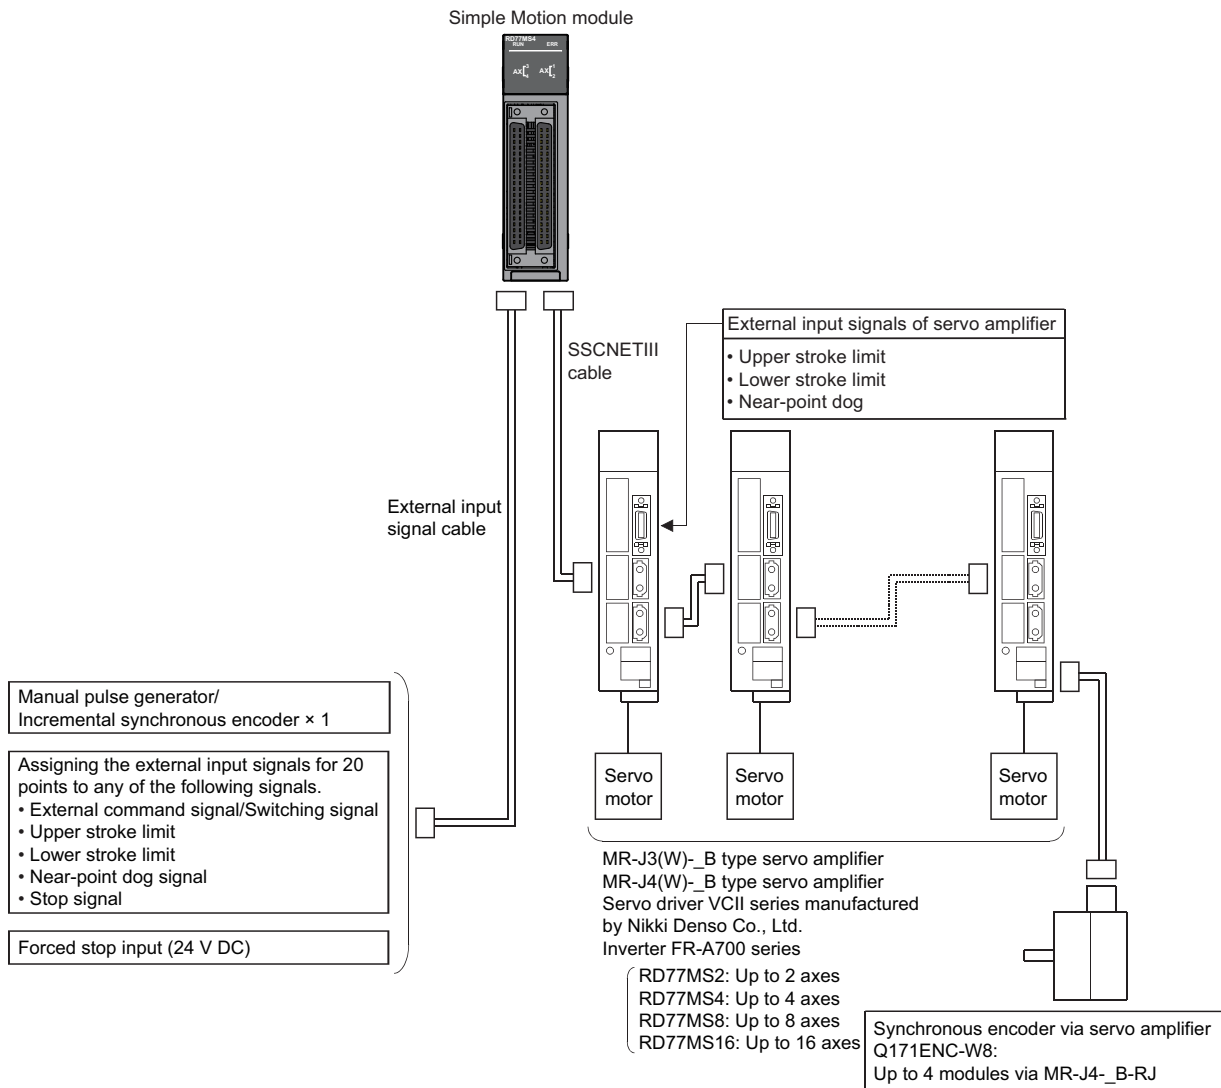 Simple Motion module
RD77MS4
RUN ERR
AX 3 4 AX 1 2
SSCNETIII
cable
External input signals of servo amplifier
• Upper stroke limit
• Lower stroke limit
• Near-point dog
External input
signal cable
Manual pulse generator/
Incremental synchronous encoder × 1
Assigning the external input signals for 20
points to any of the following signals.
• External command signal/Switching signal
• Upper stroke limit
• Lower stroke limit
• Near-point dog signal
• Stop signal
Forced stop input (24 V DC)
Servo
motor
Servo
motor
Servo
motor
MR-J3(W)-_B type servo amplifier
MR-J4(W)-_B type servo amplifier
Servo driver VCII series manufactured
by Nikki Denso Co., Ltd.
Inverter FR-A700 series
RD77MS2: Up to 2 axes
RD77MS4: Up to 4 axes
RD77MS8: Up to 8 axes
RD77MS16: Up to 16 axes
Synchronous encoder via servo amplifier
Q171ENC-W8:
Up to 4 modules via MR-J4-_B-RJ